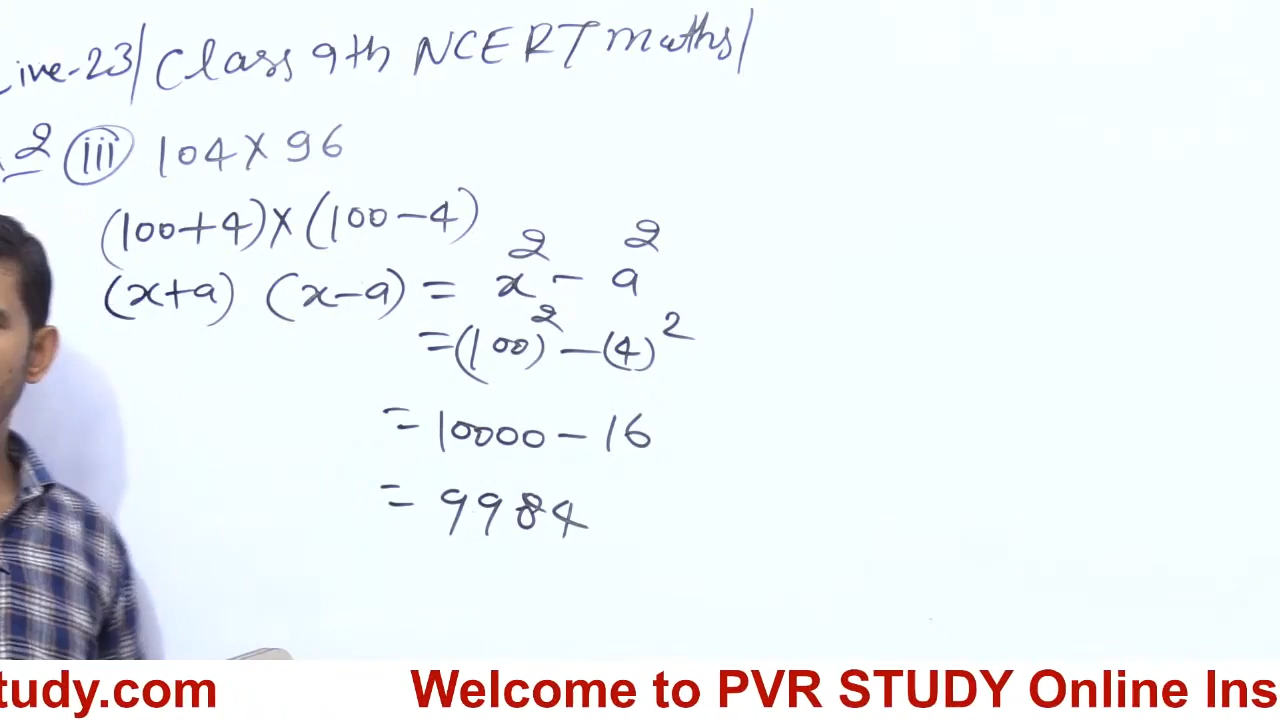 ive-23/Class 9th NCERT maths/
2 (iii) 104×96
(100+4)×(100-4)
(x+a) (x-a) = x² - a²
=(100)² -(4)²
= 10000 - 16
= 9984
tudy.com Welcome to PVR STUDY Online Ins